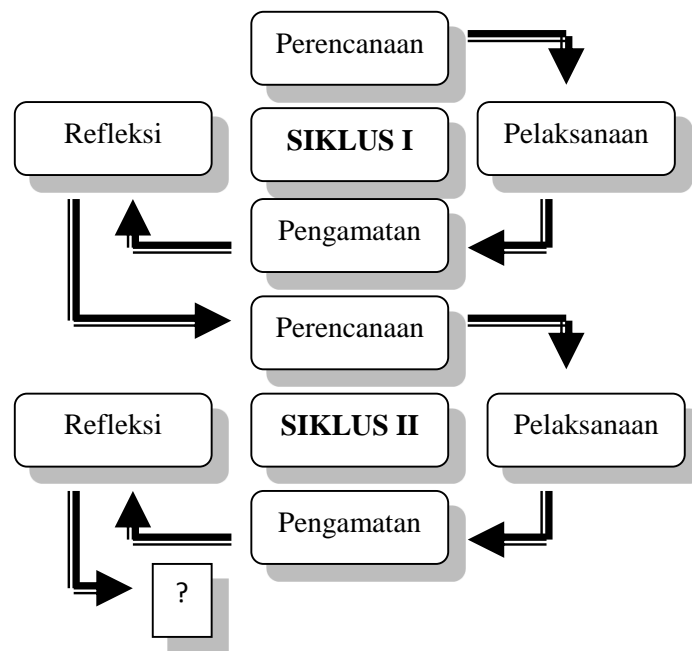 Perencanaan
Refleksi
SIKLUS I
Pelaksanaan
Pengamatan
Perencanaan
Refleksi
SIKLUS II
Pelaksanaan
Pengamatan
?